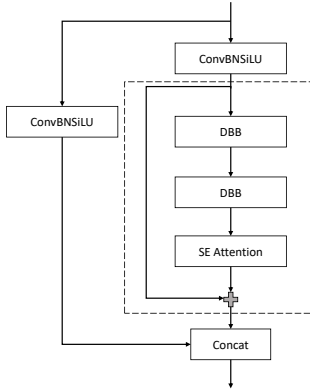 ConvBNSiLU
ConvBNSiLU
DBB
DBB
SE Attention
Concat